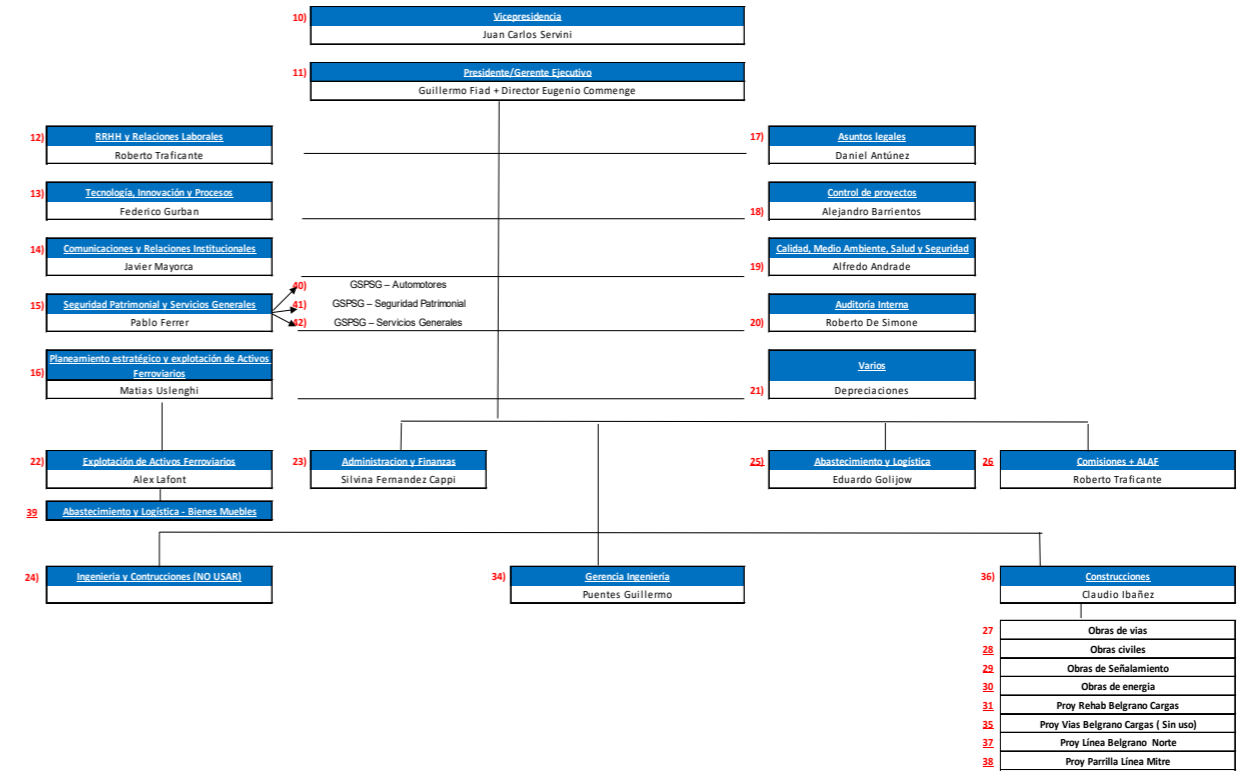 10) Vicepresidencia
Juan Carlos Servini
11) Presidente/Gerente Ejecutivo
Guillermo Fiad + Director Eugenio Commenge
12) RRHH y Relaciones Laborales
Roberto Traficante
17) Asuntos legales
Daniel Antúnez
13) Tecnología, Innovación y Procesos
Federico Gurban
Control de proyectos
18) Alejandro Barrientos
14) Comunicaciones y Relaciones Institucionales
Javier Mayorca
Calidad, Medio Ambiente, Salud y Seguridad
19) Alfredo Andrade
40) GSPSG – Automotores
15) Seguridad Patrimonial y Servicios Generales
Pablo Ferrer
41) GSPSG – Seguridad Patrimonial
42) GSPSG – Servicios Generales
Auditoría Interna
20) Roberto De Simone
16) Planeamiento estratégico y explotación de Activos
Ferroviarios
Matias Uslenghi
Varios
21) Depreciaciones
22) Explotación de Activos Ferroviarios
Alex Lafont
23) Administracion y Finanzas
Silvina Fernandez Cappi
25) Abastecimiento y Logística
Eduardo Golijow
26 Comisiones + ALAF
Roberto Traficante
39 Abastecimiento y Logística - Bienes Muebles
24) Ingenieria y Contrucciones (NO USAR)
34) Gerencia Ingeniería
Puentes Guillermo
36) Construcciones
Claudio Ibañez
27 Obras de vias
28 Obras civiles
29 Obras de Señalamiento
30 Obras de energia
31 Proy Rehab Belgrano Cargas
35 Proy Vias Belgrano Cargas ( Sin uso)
37 Proy Línea Belgrano Norte
38 Proy Parrilla Línea Mitre